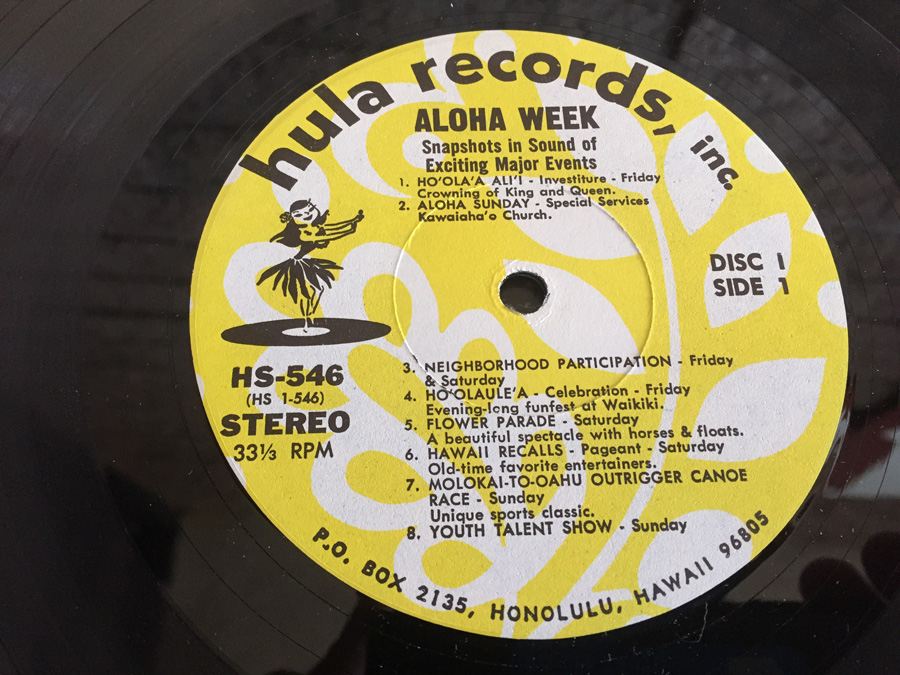 hula records, inc.
ALOHA WEEK
Snapshots in Sound of
Exciting Major Events
1. HO'OLA'A ALI'I - Investiture - Friday
Crowning of King and Queen.
2. ALOHA SUNDAY - Special Services
Kawaiaha'o Church.
DISC 1
SIDE 1
HS-546
(HS 1-546)
STEREO
33⅓ RPM
3. NEIGHBORHOOD PARTICIPATION - Friday
& Saturday
4. HO'OLAULE'A - Celebration - Friday
Evening-long funfest at Waikiki.
5. FLOWER PARADE - Saturday
A beautiful spectacle with horses & floats.
6. HAWAII RECALLS - Pageant - Saturday
Old-time favorite entertainers.
7. MOLOKAI-TO-OAHU OUTRIGGER CANOE
RACE - Sunday
Unique sports classic.
8. YOUTH TALENT SHOW - Sunday
P.O. BOX 2135, HONOLULU, HAWAII 96805